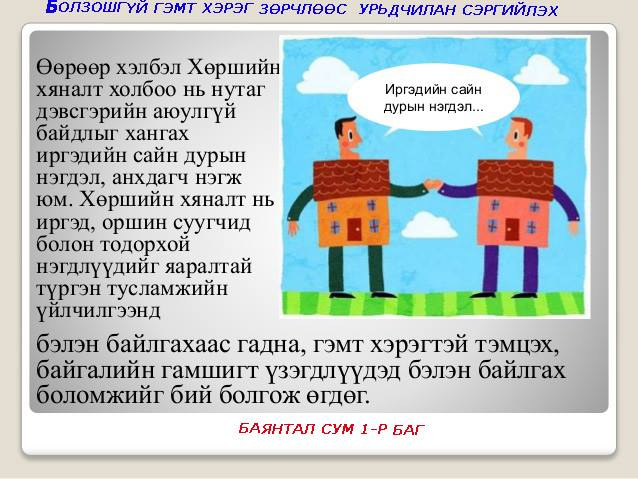 БОЛЗОШГҮЙ ГЭМТ ХЭРЭГ ЗӨРЧЛӨӨС УРЬДЧИЛАН СЭРГИЙЛЭХ
Өөрөөр хэлбэл Хөршийн
хяналт холбоо нь нутаг
дэвсгэрийн аюулгүй
байдлыг хангах
иргэдийн сайн дурын
нэгдэл, анхдагч нэгж
юм. Хөршийн хяналт нь
иргэд, оршин суугчид
болон тодорхой
нэгдлүүдийг яаралтай
түргэн тусламжийн
үйлчилгээнд
Иргэдийн сайн
дурын нэгдэл...
бэлэн байлгахаас гадна, гэмт хэрэгтэй тэмцэх,
байгалийн гамшигт үзэгдлүүдэд бэлэн байлгах
боломжийг бий болгож өгдөг.
БАЯНТАЛ СУМ 1-Р БАГ